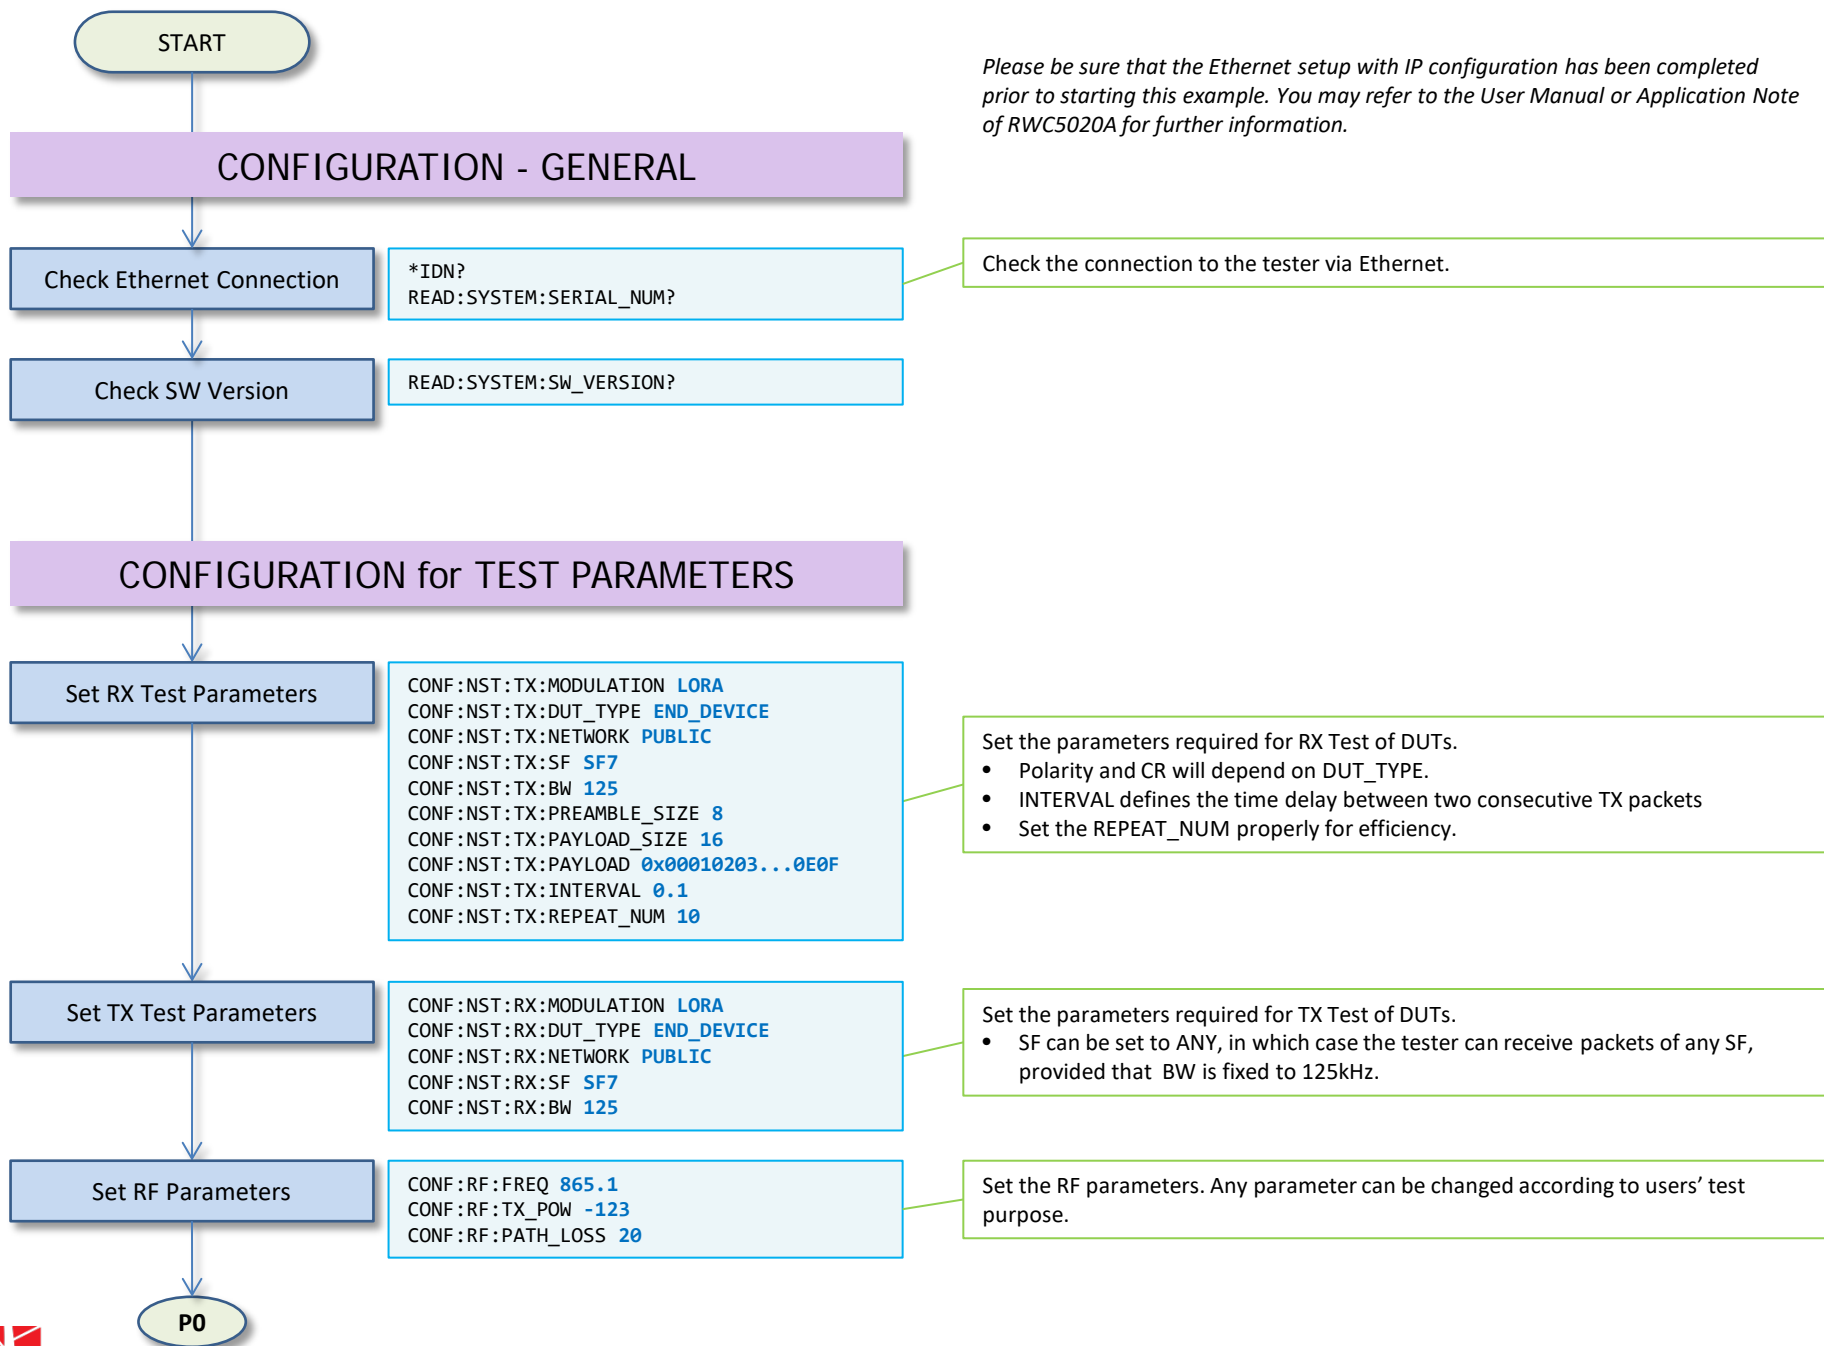 START
Please be sure that the Ethernet setup with IP configuration has been completed
prior to starting this example. You may refer to the User Manual or Application Note
of RWC5020A for further information.
CONFIGURATION - GENERAL
Check Ethernet Connection
*IDN?
READ:SYSTEM:SERIAL_NUM?
Check the connection to the tester via Ethernet.
Check SW Version
READ:SYSTEM:SW_VERSION?
CONFIGURATION for TEST PARAMETERS
Set RX Test Parameters
CONF:NST:TX:MODULATION LORA
CONF:NST:TX:DUT_TYPE END_DEVICE
CONF:NST:TX:NETWORK PUBLIC
CONF:NST:TX:SF SF7
CONF:NST:TX:BW 125
CONF:NST:TX:PREAMBLE_SIZE 8
CONF:NST:TX:PAYLOAD_SIZE 16
CONF:NST:TX:PAYLOAD 0x00010203...0E0F
CONF:NST:TX:INTERVAL 0.1
CONF:NST:TX:REPEAT_NUM 10
Set the parameters required for RX Test of DUTs.
• Polarity and CR will depend on DUT_TYPE.
• INTERVAL defines the time delay between two consecutive TX packets
• Set the REPEAT_NUM properly for efficiency.
Set TX Test Parameters
CONF:NST:RX:MODULATION LORA
CONF:NST:RX:DUT_TYPE END_DEVICE
CONF:NST:RX:NETWORK PUBLIC
CONF:NST:RX:SF SF7
CONF:NST:RX:BW 125
Set the parameters required for TX Test of DUTs.
• SF can be set to ANY, in which case the tester can receive packets of any SF,
provided that BW is fixed to 125kHz.
Set RF Parameters
CONF:RF:FREQ 865.1
CONF:RF:TX_POW -123
CONF:RF:PATH_LOSS 20
Set the RF parameters. Any parameter can be changed according to users’ test
purpose.
P0